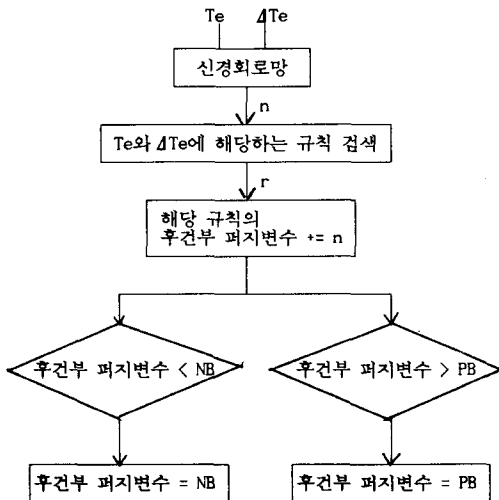 Te ⊿Te
신경회로망
n
Te와 ⊿Te에 해당하는 규칙 검색
r
해당 규칙의
후건부 퍼지변수 += n
후건부 퍼지변수 < NB
후건부 퍼지변수 > PB
후건부 퍼지변수 = NB
후건부 퍼지변수 = PB